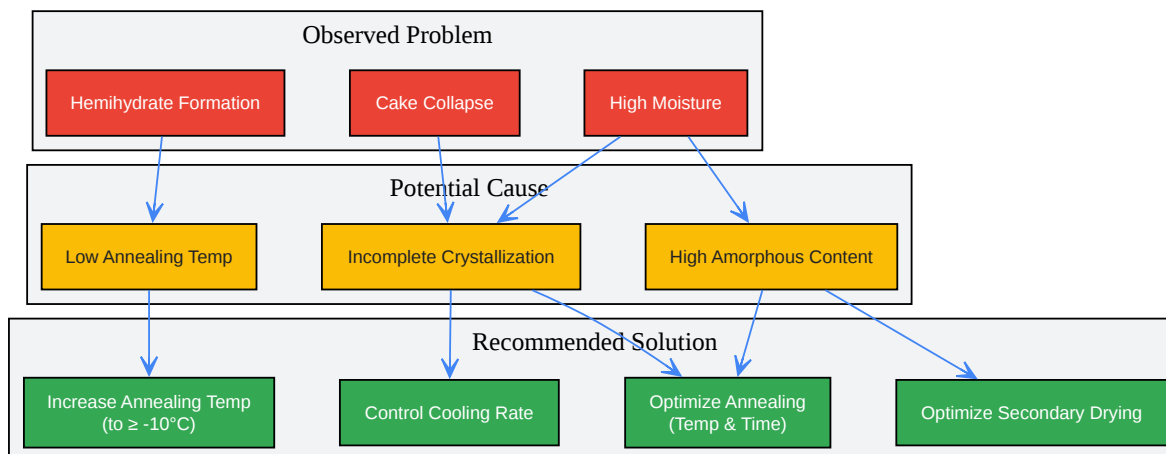 Observed Problem
Hemihydrate Formation
Cake Collapse
High Moisture
Potential Cause
Low Annealing Temp
Incomplete Crystallization
High Amorphous Content
Recommended Solution
Increase Annealing Temp
(to ≥ -10°C)
Control Cooling Rate
Optimize Annealing
(Temp & Time)
Optimize Secondary Drying